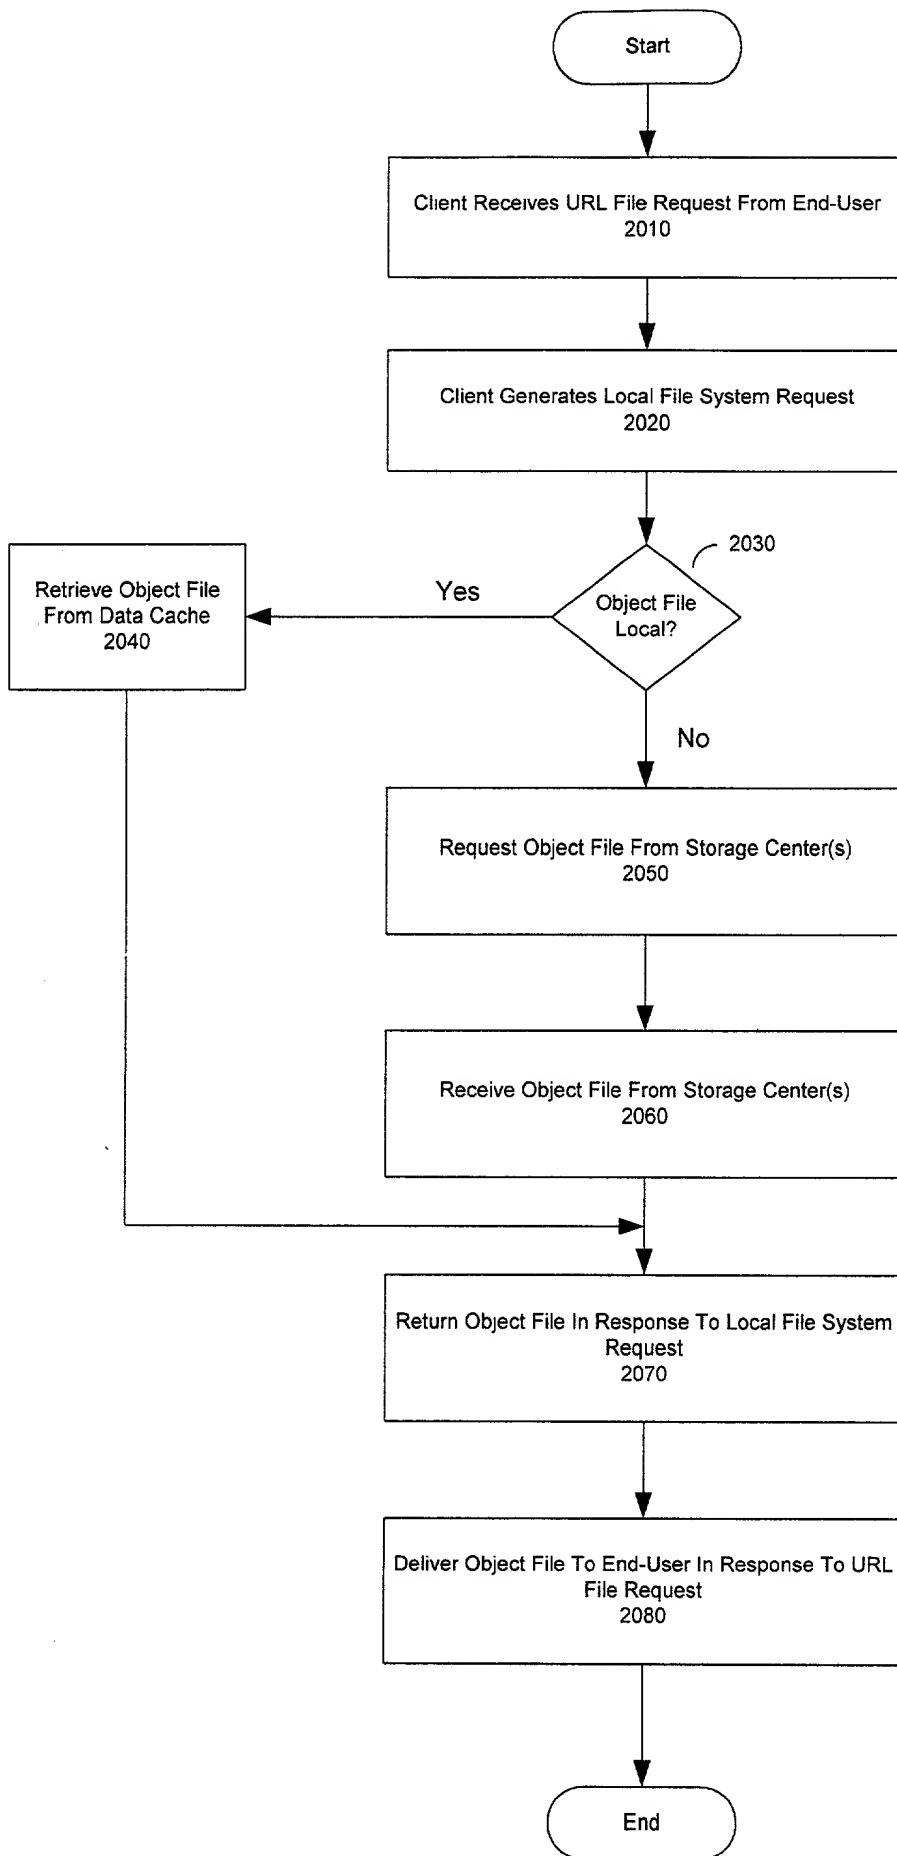 Start
Client Receives URL File Request From End-User
2010
Client Generates Local File System Request
2020
2030
Object File
Local?
Yes
Retrieve Object File
From Data Cache
2040
No
Request Object File From Storage Center(s)
2050
Receive Object File From Storage Center(s)
2060
Return Object File In Response To Local File System
Request
2070
Deliver Object File To End-User In Response To URL
File Request
2080
End